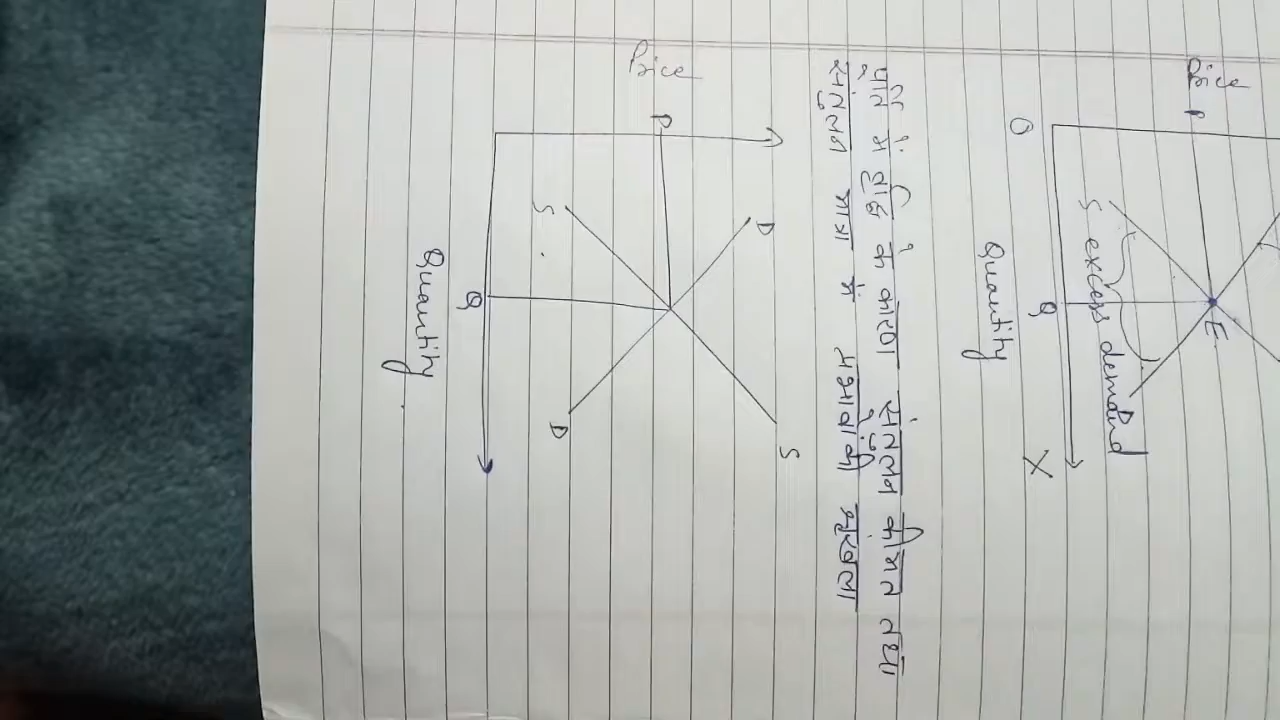 Price
P
E
S
D
excess demand
O
Q
X
Quantity
पूर्ति में वृद्धि के कारण संतुलन कीमत तथा
संतुलन मात्रा में प्रभावों की श्रृंखला
D
S
Price
P
S
D
Q
Quantity